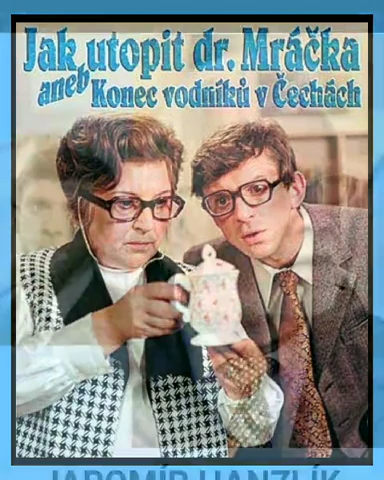 Jak utopit dr. Mráčka
aneb Konec vodníků v Čechách
JAROMÍR HANZLÍK